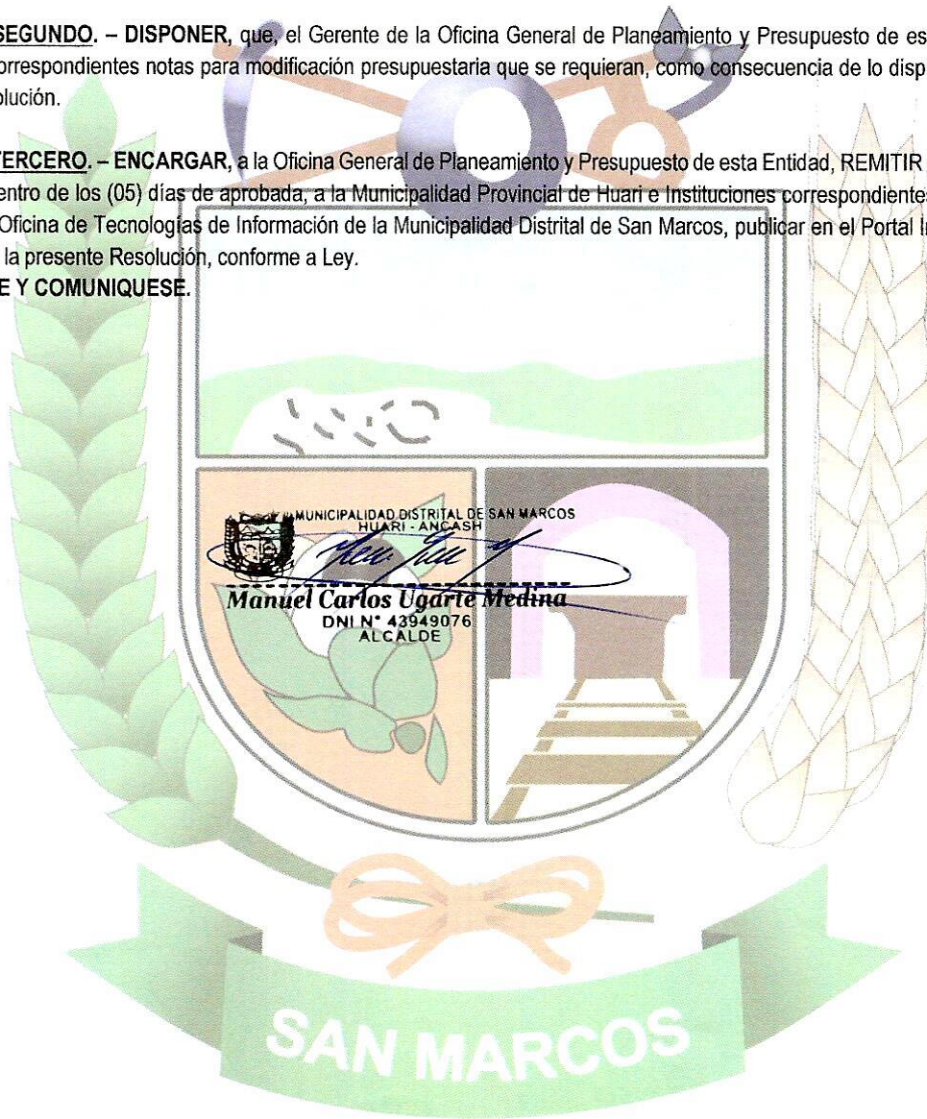 SEGUNDO. – DISPONER, que, el Gerente de la Oficina General de Planeamiento y Presupuesto de es
orrespondientes notas para modificación presupuestaria que se requieran, como consecuencia de lo disp
olución.
TERCERO. – ENCARGAR, a la Oficina General de Planeamiento y Presupuesto de esta Entidad, REMITIR
entro de los (05) días de aprobada, a la Municipalidad Provincial de Huari e Instituciones correspondientes
Oficina de Tecnologías de Información de la Municipalidad Distrital de San Marcos, publicar en el Portal I
la presente Resolución, conforme a Ley.
E Y COMUNIQUESE.
MUNICIPALIDAD DISTRITAL DE SAN MARCOS
HUARI - ANCASH
Manuel Carlos Ugarte Medina
DNI N° 43949076
ALCALDE
SAN MARCOS